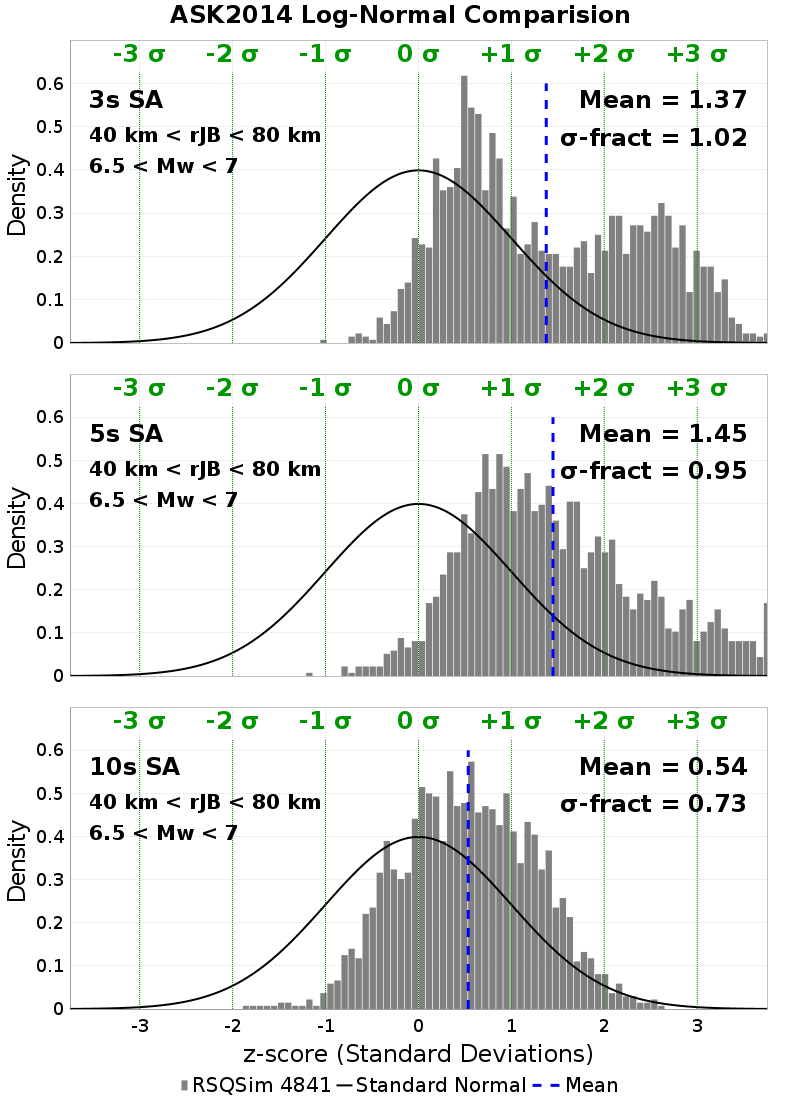 ASK2014 Log-Normal Comparision
-3 σ -2 σ -1 σ 0 σ +1 σ +2 σ +3 σ
3s SA
40 km < rJB < 80 km
6.5 < Mw < 7
Mean = 1.37
σ-fract = 1.02
Density
0.6
0.5
0.4
0.3
0.2
0.1
0
-3 σ -2 σ -1 σ 0 σ +1 σ +2 σ +3 σ
5s SA
40 km < rJB < 80 km
6.5 < Mw < 7
Mean = 1.45
σ-fract = 0.95
Density
0.6
0.5
0.4
0.3
0.2
0.1
0
-3 σ -2 σ -1 σ 0 σ +1 σ +2 σ +3 σ
10s SA
40 km < rJB < 80 km
6.5 < Mw < 7
Mean = 0.54
σ-fract = 0.73
Density
0.6
0.5
0.4
0.3
0.2
0.1
0
-3 -2 -1 0 1 2 3
z-score (Standard Deviations)
RSQSim 4841 Standard Normal Mean